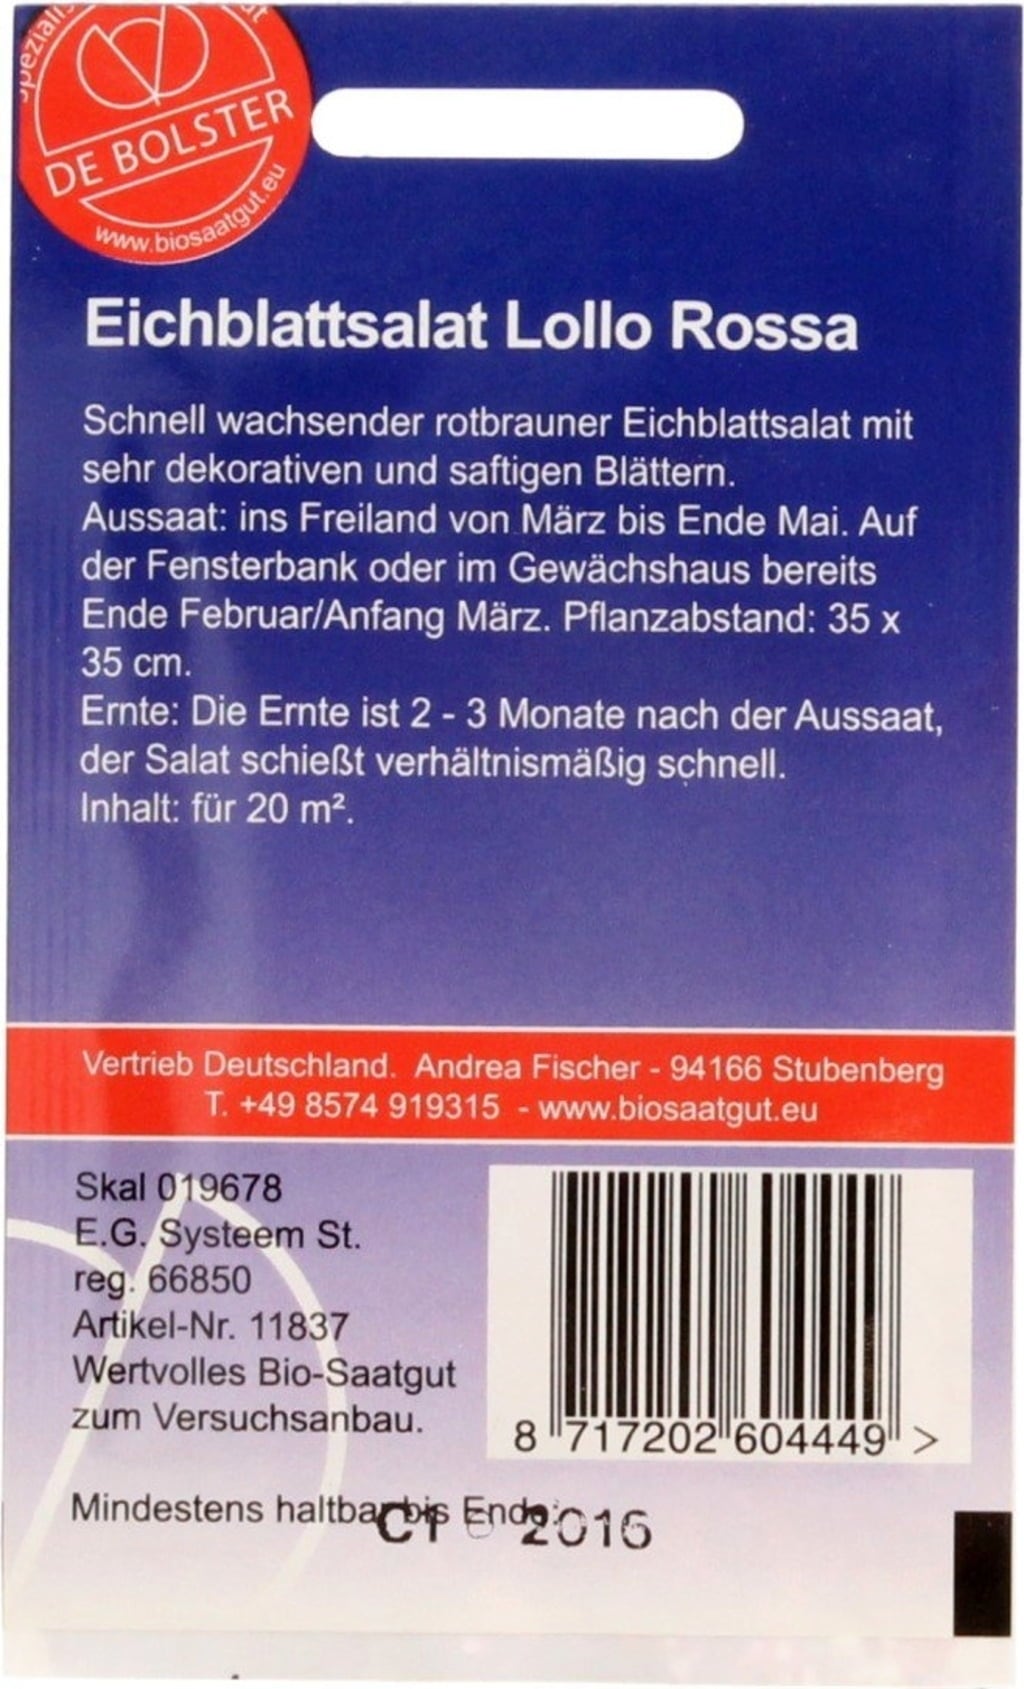 DE BOLSTER
www.biosaatgut.eu
Eichblattsalat Lollo Rossa
Schnell wachsender rotbrauner Eichblattsalat mit
sehr dekorativen und saftigen Blättern.
Aussaat: ins Freiland von März bis Ende Mai. Auf
der Fensterbank oder im Gewächshaus bereits
Ende Februar/Anfang März. Pflanzabstand: 35 x
35 cm.
Ernte: Die Ernte ist 2 - 3 Monate nach der Aussaat,
der Salat schießt verhältnismäßig schnell.
Inhalt: für 20 m².
Vertrieb Deutschland. Andrea Fischer - 94166 Stubenberg
T. +49 8574 919315 - www.biosaatgut.eu
Skal 019678
E.G. Systeem St.
reg. 66850
Artikel-Nr. 11837
Wertvolles Bio-Saatgut
zum Versuchsanbau.
8 717202 604449 >
Mindestens haltbar bis Ende:
2016